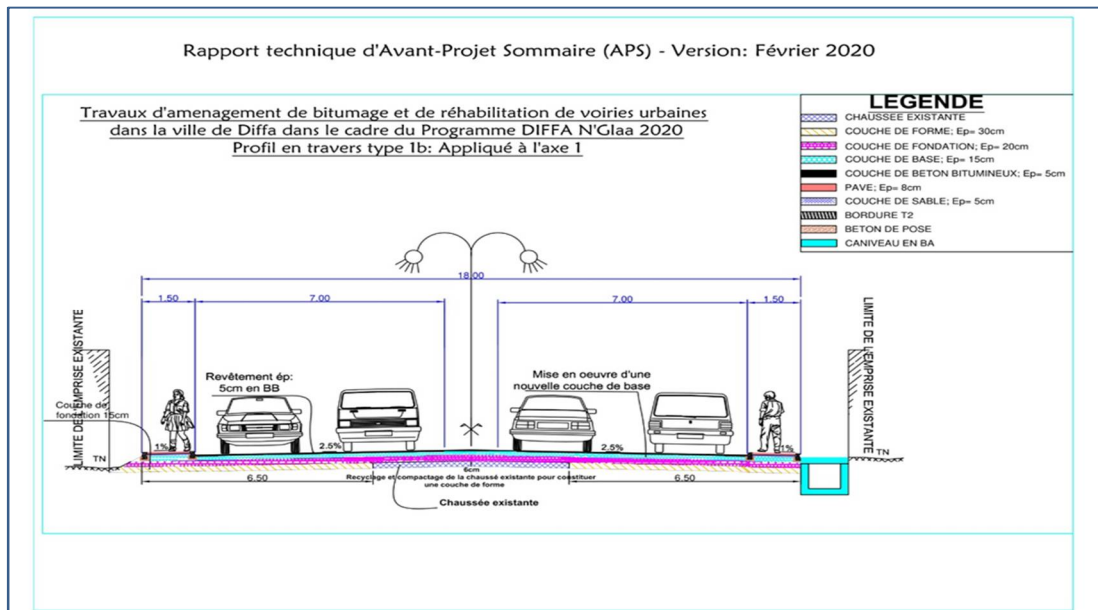 Rapport technique d'Avant-Projet Sommaire (APS) - Version: Février 2020
Travaux d'amenagement de bitumage et de réhabilitation de voiries urbaines
dans la ville de Diffa dans le cadre du Programme DIFFA N'Glaa 2020
Profil en travers type 1b: Appliqué à l'axe 1
LEGENDE
CHAUSSEE EXISTANTE
COUCHE DE FORME; Ep= 30cm
COUCHE DE FONDATION; Ep= 20cm
COUCHE DE BASE; Ep= 15cm
COUCHE DE BETON BITUMINEUX; Ep= 5cm
PAVE; Ep= 8cm
COUCHE DE SABLE; Ep= 5cm
BORDURE T2
BETON DE POSE
CANIVEAU EN BA
18.00
1.50
7.00
7.00
1.50
LIMITE DE L'EMPRISE EXISTANTE
LIMITE DE L'EMPRISE EXISTANTE
Revêtement ép:
5cm en BB
Mise en oeuvre d'une
nouvelle couche de base
Couche de
fondation 15cm
1%
2.5%
2,5%
1%
TN
TN
6cm
6.50
Recyclage et compactage de la chaussé existante pour constituer
une couche de forme
6.50
Chaussée existante